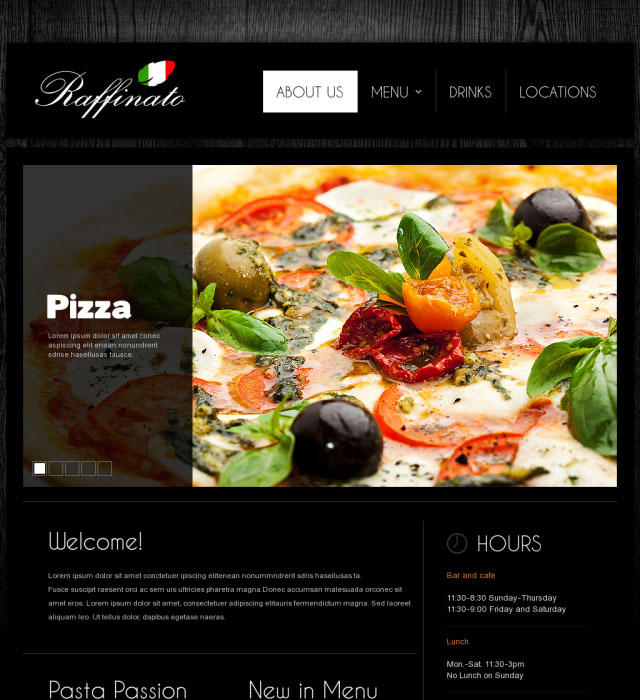 Raffinato
ABOUT US
MENU
DRINKS
LOCATIONS
Pizza
Lorem ipsum dolor sit amet conec
aspiscing elit enean nonundrerit
sdrise hasellusas tausce.
Welcome!
Lorem ipsum dolor sit amet conctetuer ipiscing elitenean nonummndrerit sdris hasellusas ta.
Fusce suscipit raesent orci ac sem uis ultricies pharetra magna.Donec accumsan malesuada orconec sit
amet eros. Lorem ipsum dolor sit amet, consectetuer adipiscing elitauris fermendictum magna. Sed laoreet
aliquam leo. Ut tellus dolor, dapibus egetase naeras.
HOURS
Bar and cafe
11:30-8:30 Sunday-Thursday
11:30-9:00 Friday and Saturday
Lunch
Mon.-Sat. 11:30-3pm
No Lunch on Sunday
Pasta Passion
New in Menu